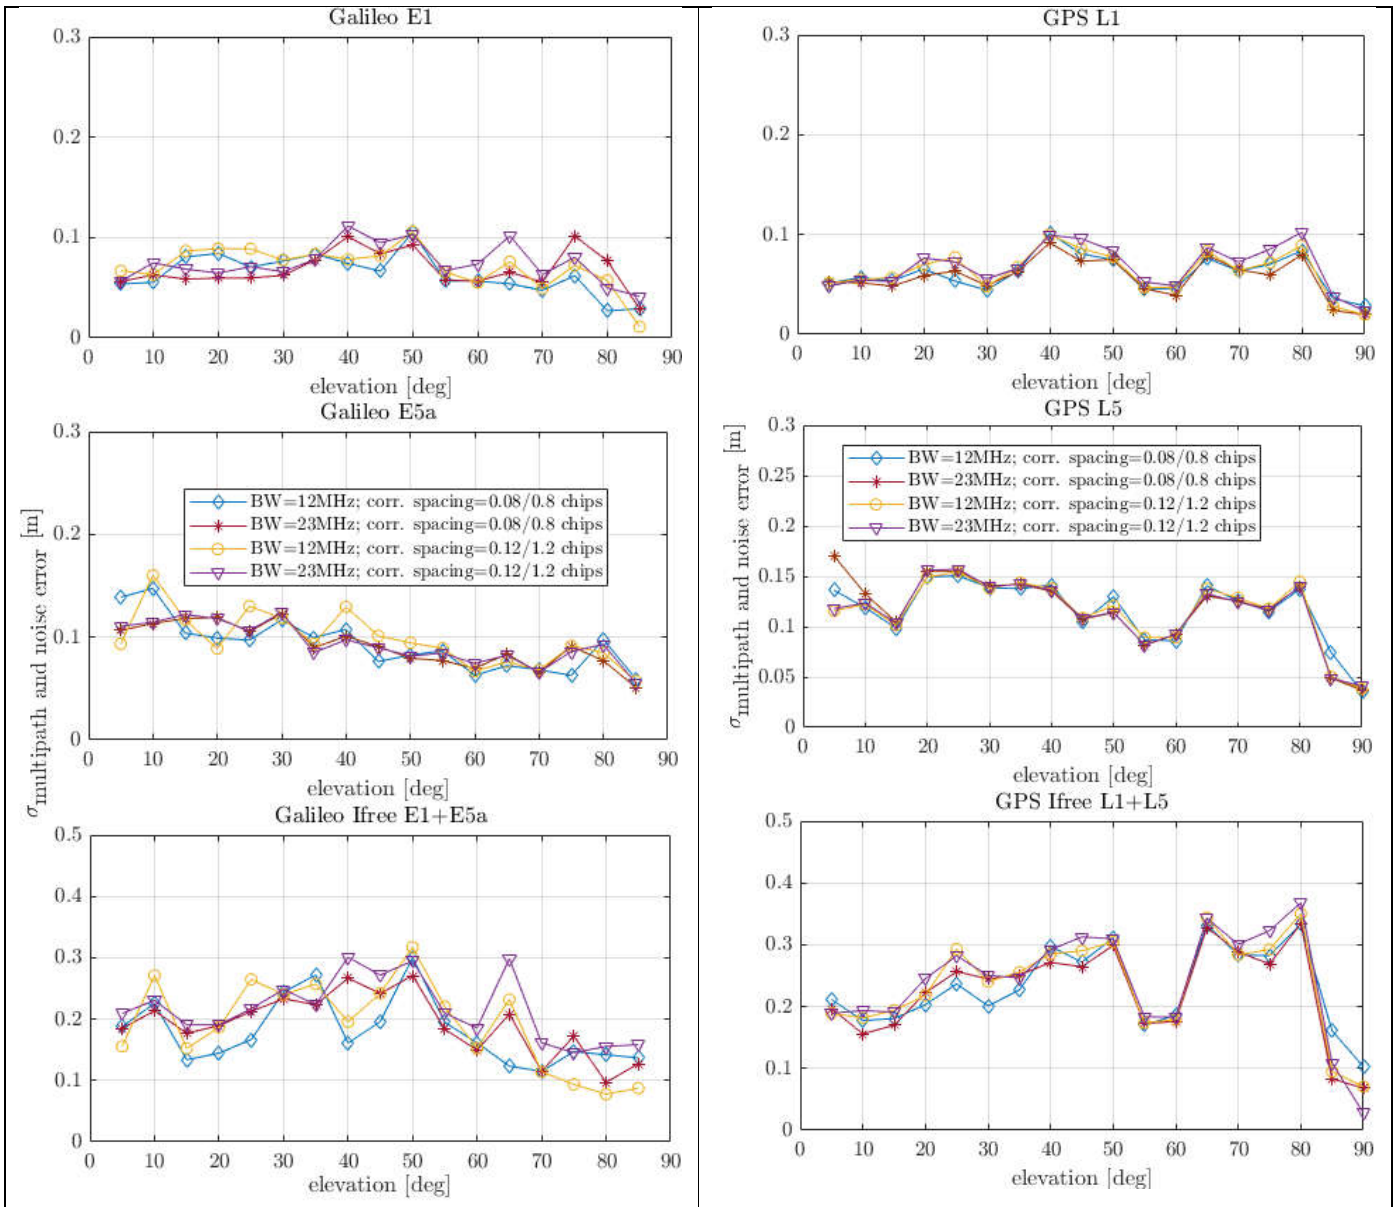 Galileo E1
0.3
0.2
0.1
0
0 10 20 30 40 50 60 70 80 90
elevation [deg]
Galileo E5a
0.3
0.2
0.1
0
BW=12MHz; corr. spacing=0.08/0.8 chips
BW=23MHz; corr. spacing=0.08/0.8 chips
BW=12MHz; corr. spacing=0.12/1.2 chips
BW=23MHz; corr. spacing=0.12/1.2 chips
0 10 20 30 40 50 60 70 80 90
elevation [deg]
σmultipath and noise error [m]
Galileo Ifree E1+E5a
0.5
0.4
0.3
0.2
0.1
0
0 10 20 30 40 50 60 70 80 90
elevation [deg]
GPS L1
0.3
0.2
0.1
0
0 10 20 30 40 50 60 70 80 90
elevation [deg]
GPS L5
0.3
0.25
0.2
0.15
0.1
0.05
0
BW=12MHz; corr. spacing=0.08/0.8 chips
BW=23MHz; corr. spacing=0.08/0.8 chips
BW=12MHz; corr. spacing=0.12/1.2 chips
BW=23MHz; corr. spacing=0.12/1.2 chips
0 10 20 30 40 50 60 70 80 90
elevation [deg]
σmultipath and noise error [m]
GPS Ifree L1+L5
0.5
0.4
0.3
0.2
0.1
0
0 10 20 30 40 50 60 70 80 90
elevation [deg]